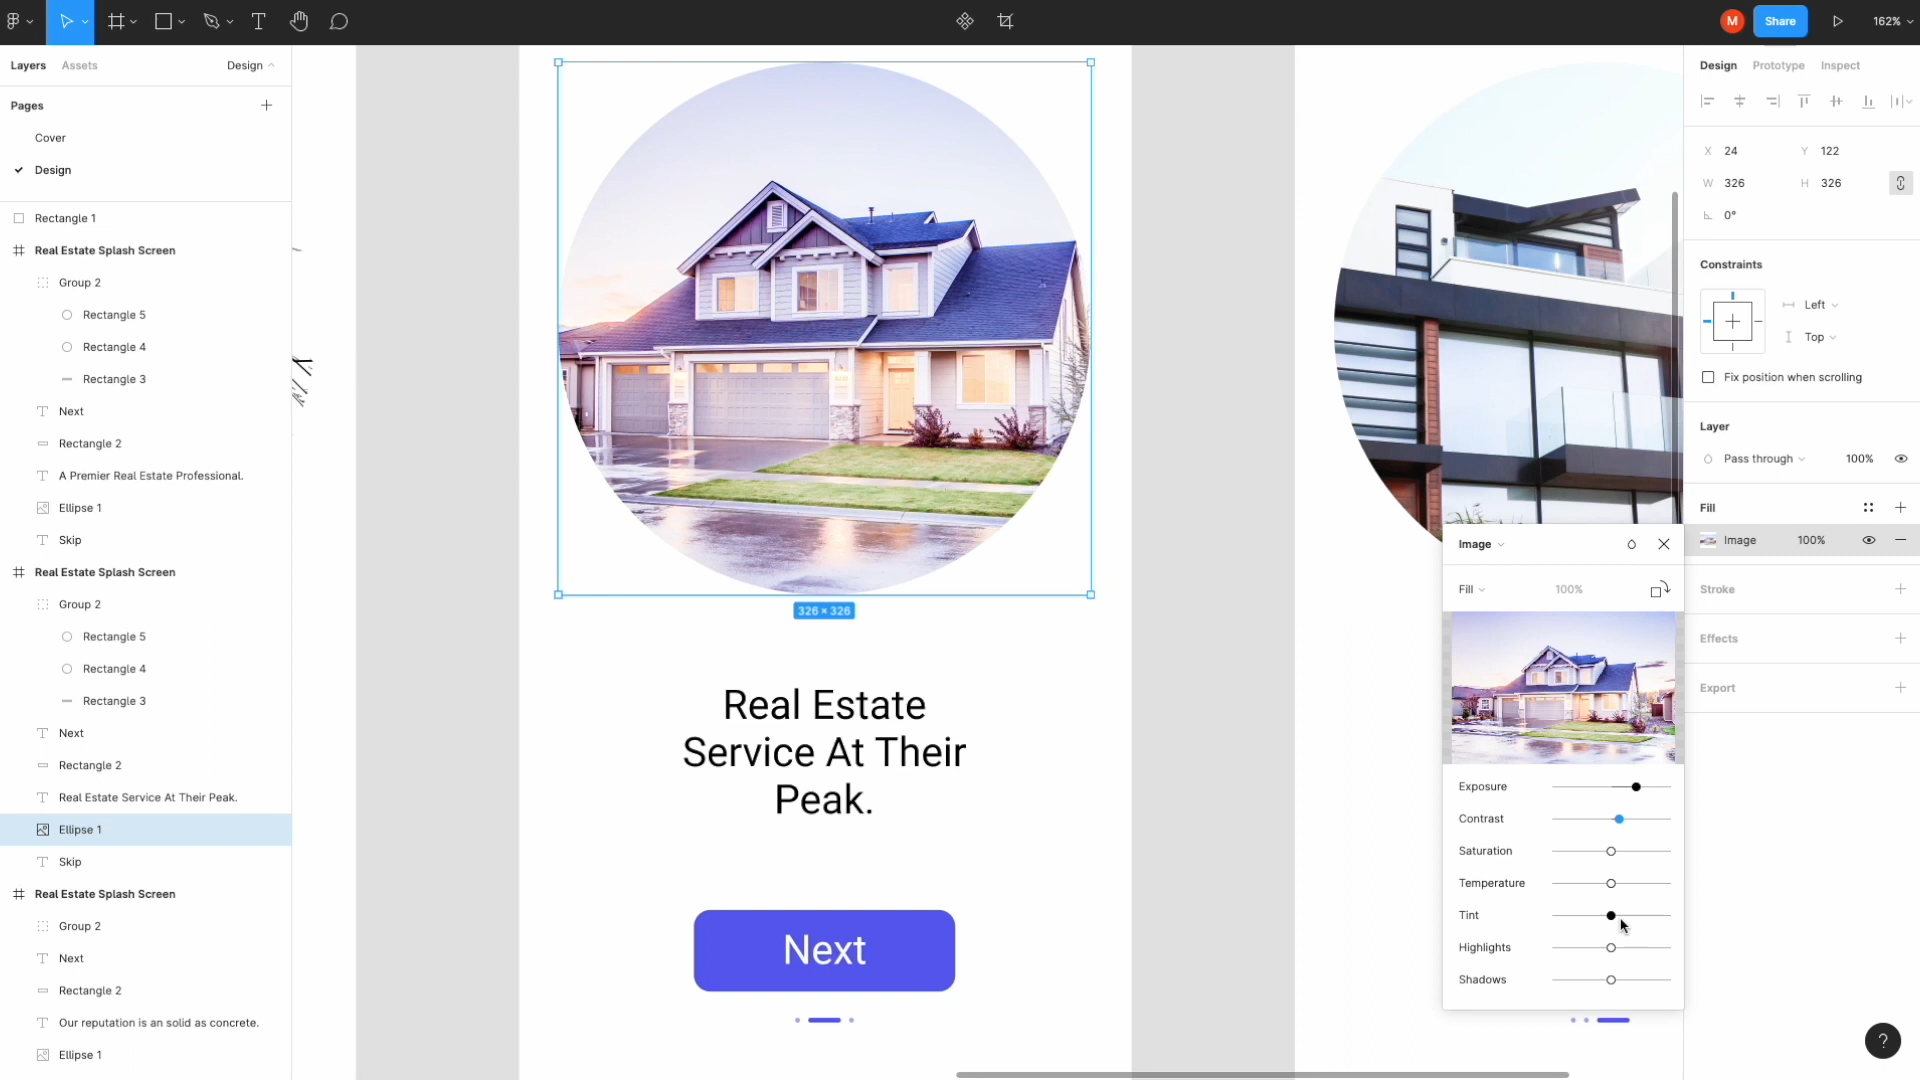 M
Share
162%
Layers
Assets
Design
Pages
Cover
Design
Rectangle 1
Real Estate Splash Screen
Group 2
Rectangle 5
Rectangle 4
Rectangle 3
Next
Rectangle 2
A Premier Real Estate Professional.
Ellipse 1
Skip
Real Estate Splash Screen
Group 2
Rectangle 5
Rectangle 4
Rectangle 3
Next
Rectangle 2
Real Estate Service At Their Peak.
Ellipse 1
Skip
Real Estate Splash Screen
Group 2
Next
Rectangle 2
Our reputation is an solid as concrete.
Ellipse 1
326 × 326
Real Estate
Service At Their
Peak.
Next
Design
Prototype
Inspect
X 24
Y 122
W 326
H 326
0°
Constraints
Left
Top
Fix position when scrolling
Layer
Pass through
100%
Fill
Image
100%
Stroke
Effects
Export
Image
Fill
100%
Exposure
Contrast
Saturation
Temperature
Tint
Highlights
Shadows
?